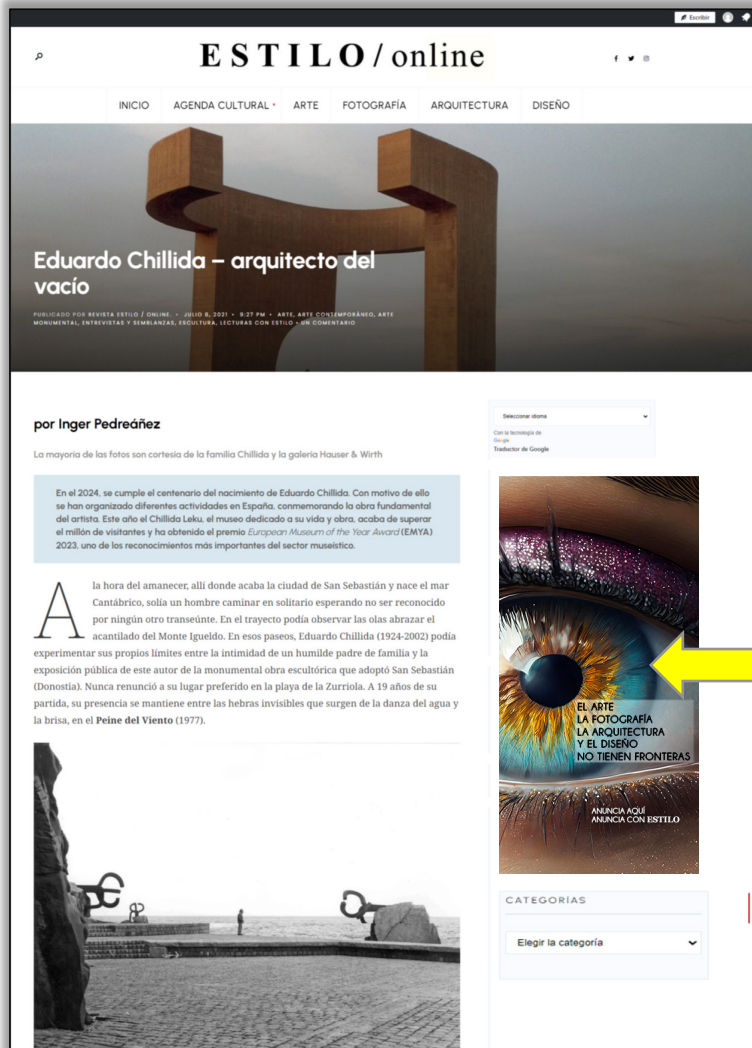 Escribir
ESTILO/online
INICIO AGENDA CULTURAL ARTE FOTOGRAFÍA ARQUITECTURA DISEÑO
Eduardo Chillida – arquitecto del
vacío
PUBLICADO POR REVISTA ESTILO / ONLINE. • JULIO 8, 2021 • 9:27 PM • ARTE, ARTE CONTEMPORÁNEO, ARTE
MONUMENTAL, ENTREVISTAS Y SEMBLANZAS, ESCULTURA, LECTURAS CON ESTILO • UN COMENTARIO
por Inger Pedreáñez
La mayoría de las fotos son cortesía de la familia Chillida y la galería Hauser & Wirth
En el 2024, se cumple el centenario del nacimiento de Eduardo Chillida. Con motivo de ello
se han organizado diferentes actividades en España, conmemorando la obra fundamental
del artista. Este año el Chillida Leku, el museo dedicado a su vida y obra, acaba de superar
el millón de visitantes y ha obtenido el premio European Museum of the Year Award (EMYA)
2023, uno de los reconocimientos más importantes del sector museístico.
A la hora del amanecer, allí donde acaba la ciudad de San Sebastián y nace el mar
Cantábrico, solía un hombre caminar en solitario esperando no ser reconocido
por ningún otro transeúnte. En el trayecto podía observar las olas abrazar el
acantilado del Monte Igueldo. En esos paseos, Eduardo Chillida (1924-2002) podía
experimentar sus propios límites entre la intimidad de un humilde padre de familia y la
exposición pública de este autor de la monumental obra escultórica que adoptó San Sebastián
(Donostia). Nunca renunció a su lugar preferido en la playa de la Zurriola. A 19 años de su
partida, su presencia se mantiene entre las hebras invisibles que surgen de la danza del agua y
la brisa, en el Peine del Viento (1977).
Seleccionar idioma
Con la tecnología de
Google
Traductor de Google
EL ARTE
LA FOTOGRAFÍA
LA ARQUITECTURA
Y EL DISEÑO
NO TIENEN FRONTERAS
ANUNCIA AQUÍ
ANUNCIA CON ESTILO
CATEGORÍAS
Elegir la categoría